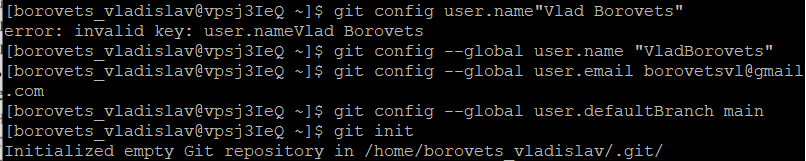 [borovets_vladislav@vpsj3IeQ ~]$ git config user.name"Vlad Borovets"
error: invalid key: user.nameVlad Borovets
[borovets_vladislav@vpsj3IeQ ~]$ git config --global user.name "VladBorovets"
[borovets_vladislav@vpsj3IeQ ~]$ git config --global user.email borovetsvl@gmail
.com
[borovets_vladislav@vpsj3IeQ ~]$ git config --global user.defaultBranch main
[borovets_vladislav@vpsj3IeQ ~]$ git init
Initialized empty Git repository in /home/borovets_vladislav/.git/